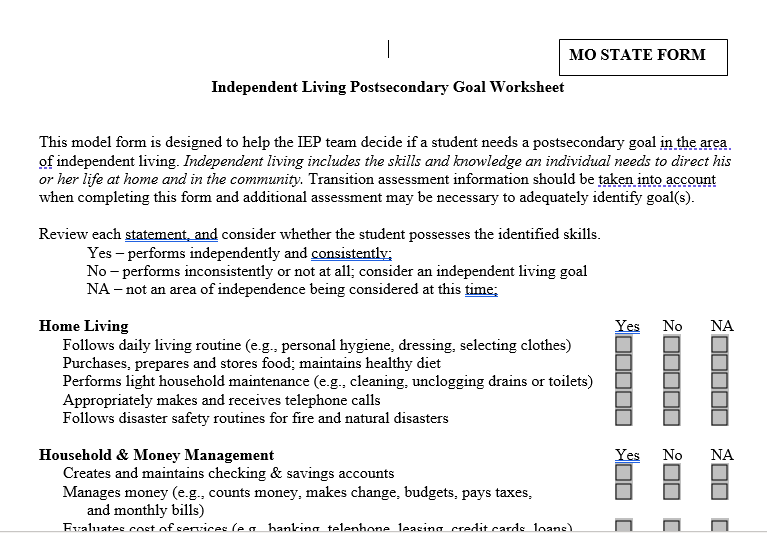 MO STATE FORM
Independent Living Postsecondary Goal Worksheet
This model form is designed to help the IEP team decide if a student needs a postsecondary goal in the area
of independent living. Independent living includes the skills and knowledge an individual needs to direct his
or her life at home and in the community. Transition assessment information should be taken into account
when completing this form and additional assessment may be necessary to adequately identify goal(s).
Review each statement, and consider whether the student possesses the identified skills.
Yes – performs independently and consistently;
No – performs inconsistently or not at all; consider an independent living goal
NA – not an area of independence being considered at this time;
Home Living Yes No NA
Follows daily living routine (e.g., personal hygiene, dressing, selecting clothes)
Purchases, prepares and stores food; maintains healthy diet
Performs light household maintenance (e.g., cleaning, unclogging drains or toilets)
Appropriately makes and receives telephone calls
Follows disaster safety routines for fire and natural disasters
Household & Money Management Yes No NA
Creates and maintains checking & savings accounts
Manages money (e.g., counts money, makes change, budgets, pays taxes,
and monthly bills)
Evaluates cost of services (e.g., banking, telephone, leasing, credit cards, loans)